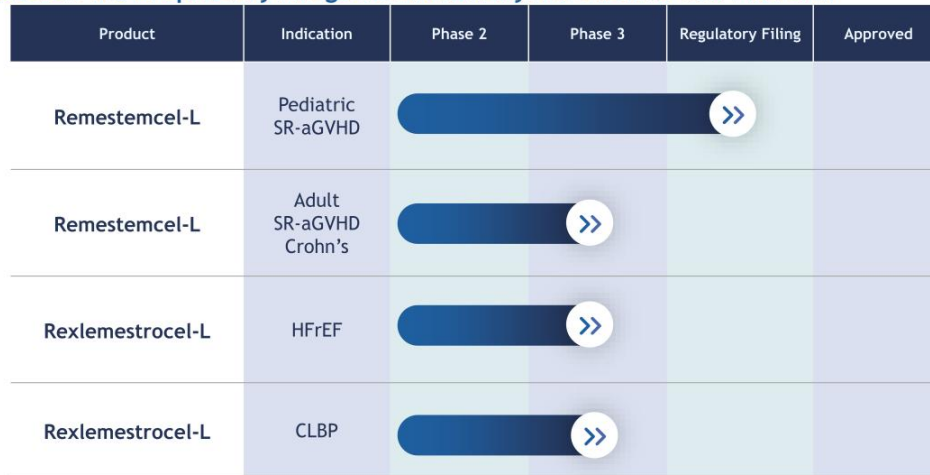 Product Indication Phase 2 Phase 3 Regulatory Filing Approved
Remestemcel-L
Pediatric
SR-aGVHD
Remestemcel-L
Adult
SR-aGVHD
Crohn’s
Rexlemestrocel-L
HFrEF
Rexlemestrocel-L
CLBP